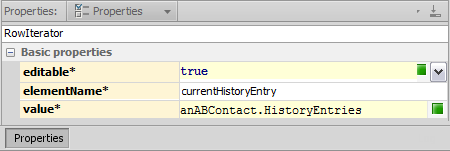 Properties: Properties
RowIterator
Basic properties
editable* true
elementName* currentHistoryEntry
value* anABContact.HistoryEntries
Properties